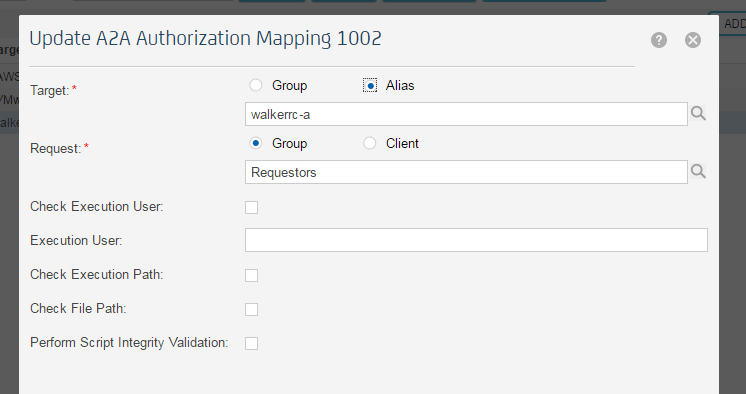 ADD
Update A2A Authorization Mapping 1002
?
Target:*
Group
Alias
walkerrc-a
Request:*
Group
Client
Requestors
Check Execution User:
Execution User:
Check Execution Path:
Check File Path:
Perform Script Integrity Validation: